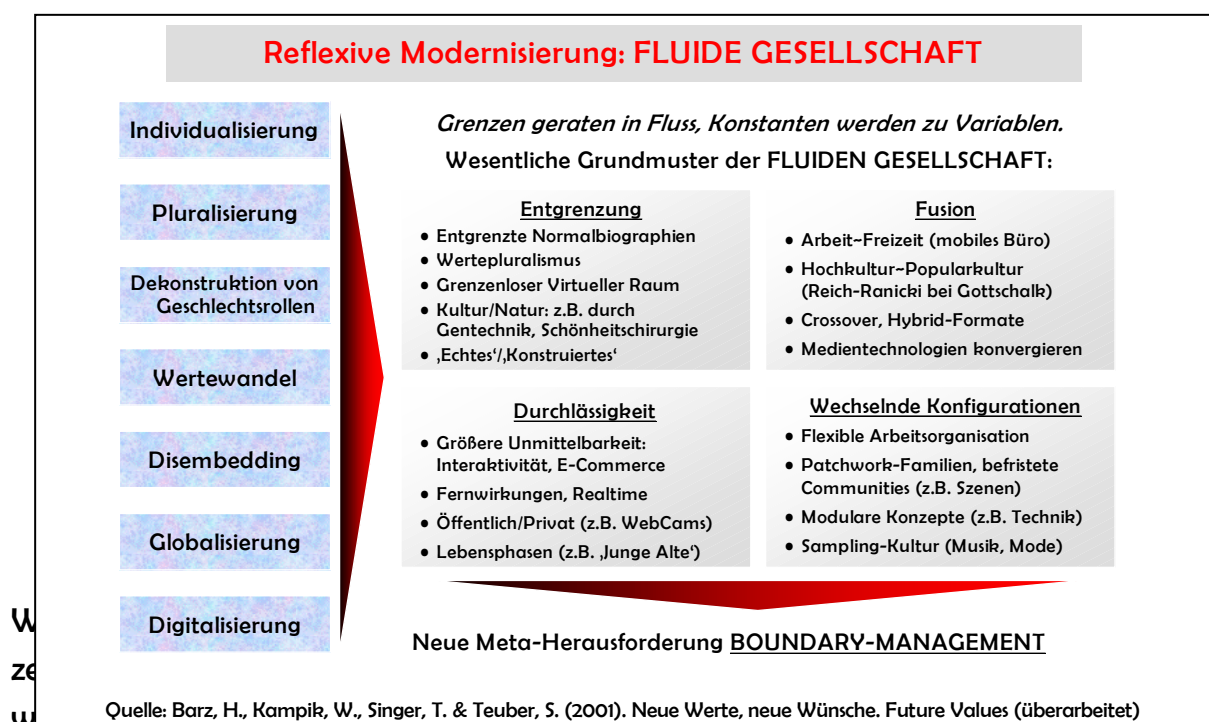 Reflexive Modernisierung: FLUIDE GESELLSCHAFT
Individualisierung
Pluralisierung
Dekonstruktion von
Geschlechtsrollen
Wertewandel
Disembedding
Globalisierung
Digitalisierung
Grenzen geraten in Fluss, Konstanten werden zu Variablen.
Wesentliche Grundmuster der FLUIDEN GESELLSCHAFT:
Entgrenzung
• Entgrenzte Normalbiographien
• Wertepluralismus
• Grenzenloser Virtueller Raum
• Kultur/Natur: z.B. durch
Gentechnik, Schönheitschirurgie
• ‚Echtes‘/‚Konstruiertes‘
Fusion
• Arbeit~Freizeit (mobiles Büro)
• Hochkultur~Popularkultur
(Reich-Ranicki bei Gottschalk)
• Crossover, Hybrid-Formate
• Medientechnologien konvergieren
Durchlässigkeit
• Größere Unmittelbarkeit:
Interaktivität, E-Commerce
• Fernwirkungen, Realtime
• Öffentlich/Privat (z.B. WebCams)
• Lebensphasen (z.B. ‚Junge Alte‘)
Wechselnde Konfigurationen
• Flexible Arbeitsorganisation
• Patchwork-Familien, befristete
Communities (z.B. Szenen)
• Modulare Konzepte (z.B. Technik)
• Sampling-Kultur (Musik, Mode)
Neue Meta-Herausforderung BOUNDARY-MANAGEMENT
Quelle: Barz, H., Kampik, W., Singer, T. & Teuber, S. (2001). Neue Werte, neue Wünsche. Future Values (überarbeitet)